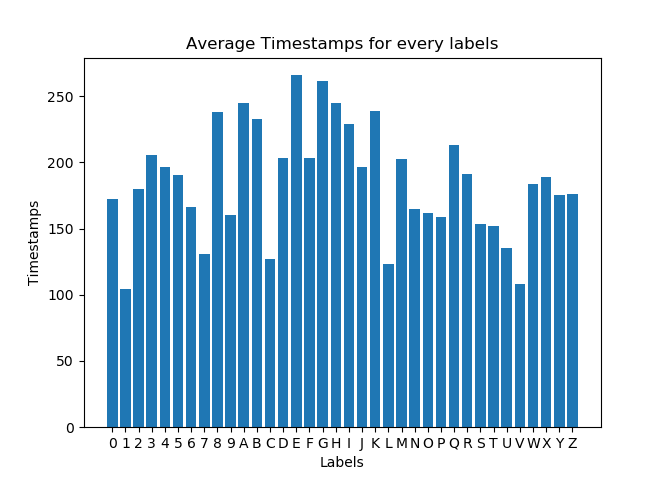 Average Timestamps for every labels
250
200
150
100
50
0
Timestamps
0 1 2 3 4 5 6 7 8 9 A B C D E F G H I J K L M N O P Q R S T U V W X Y Z
Labels